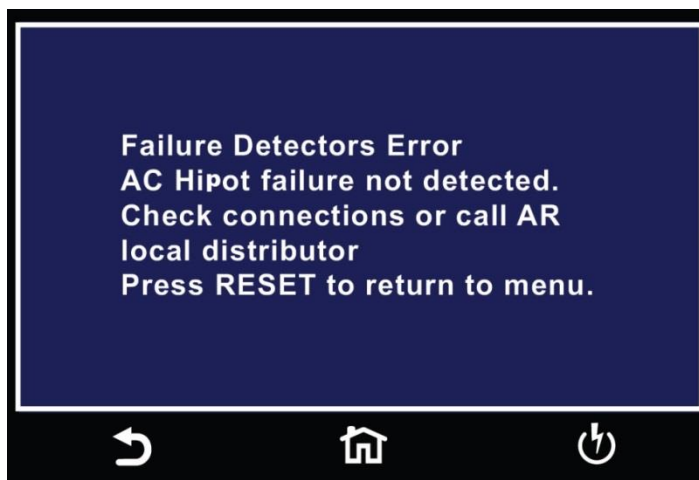 Failure Detectors Error
AC Hipot failure not detected.
Check connections or call AR
local distributor
Press RESET to return to menu.